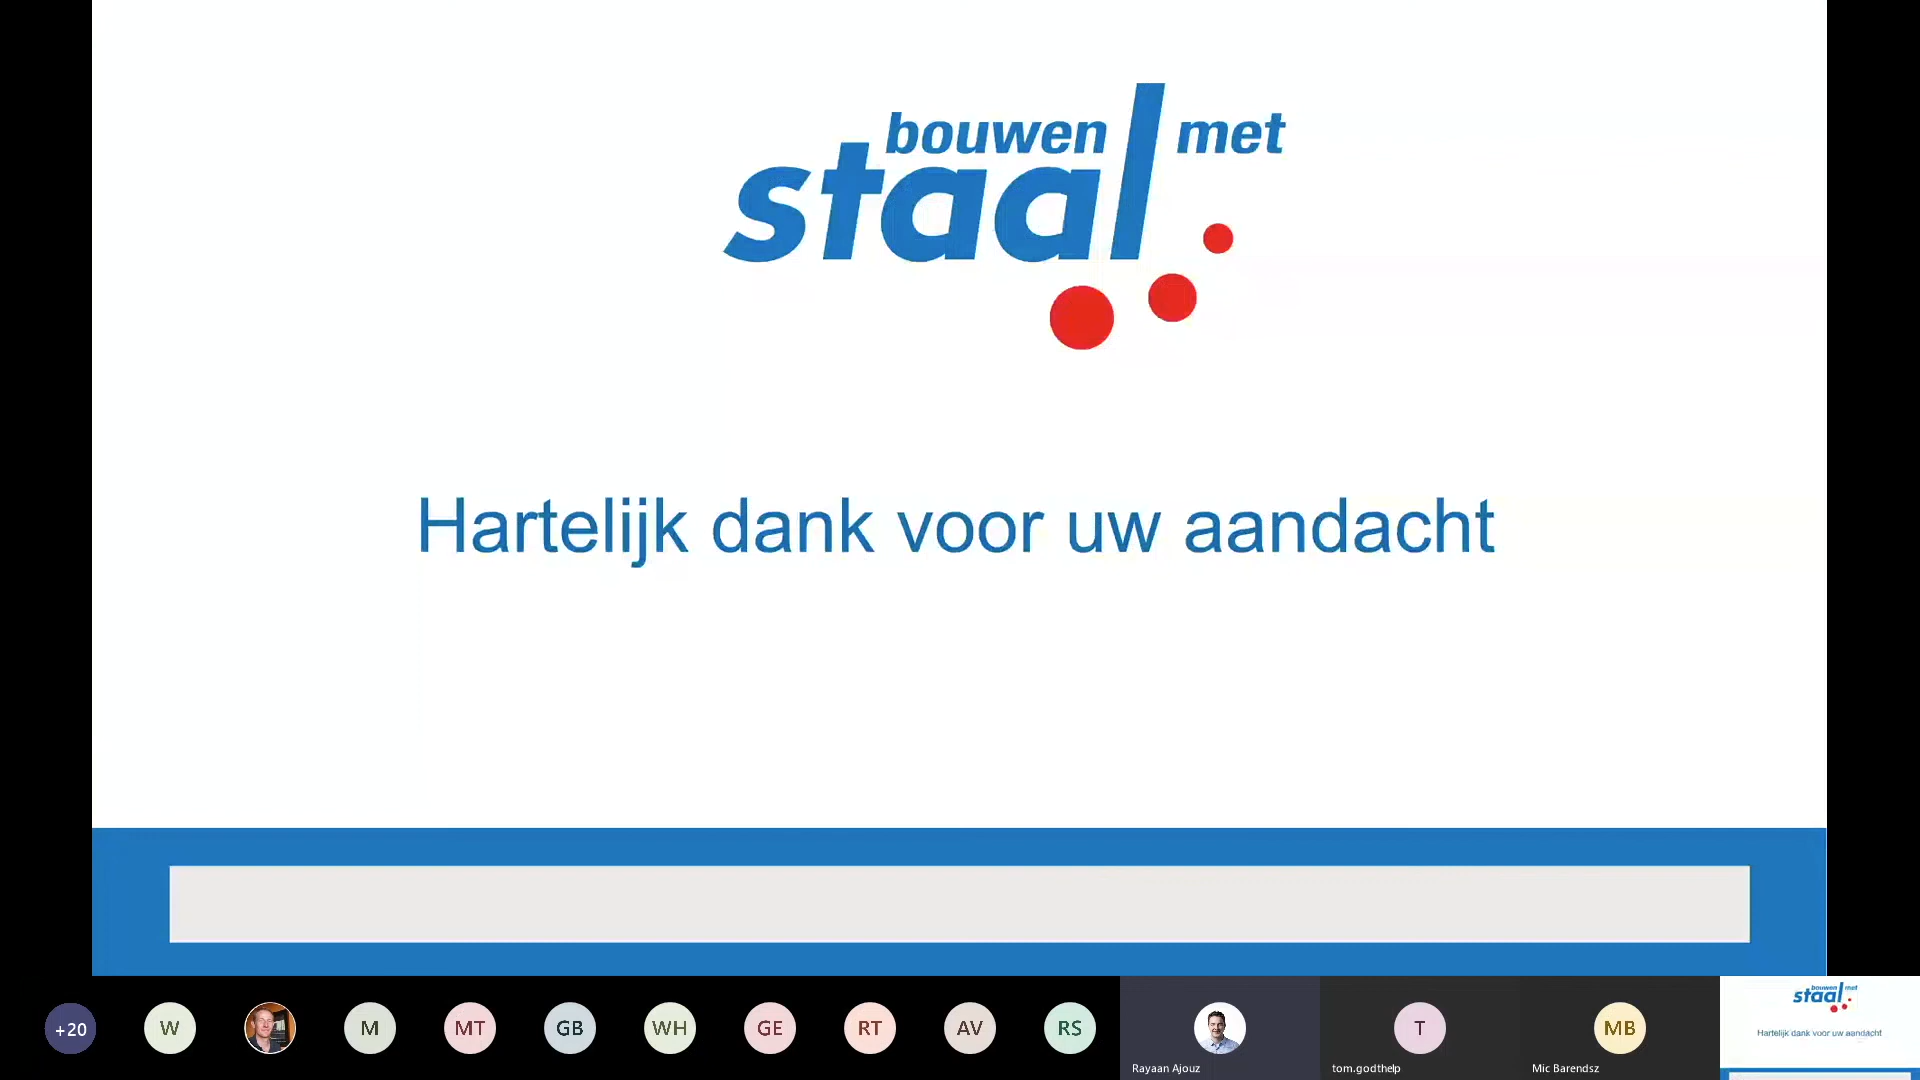 bouwen met
staal
Hartelijk dank voor uw aandacht
+20
W
M
MT
GB
WH
GE
RT
AV
RS
T
MB
Rayaan Ajouz
tom.godthelp
Mic Barendsz
bouwen met
staal
Hartelijk dank voor uw aandacht